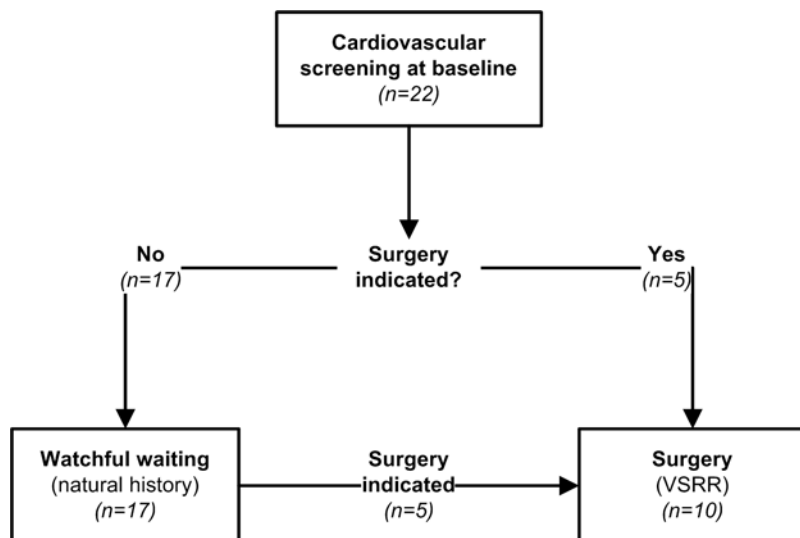 Cardiovascular
screening at baseline
(n=22)
No
(n=17)
Surgery
indicated?
Yes
(n=5)
Watchful waiting
(natural history)
(n=17)
Surgery
indicated
(n=5)
Surgery
(VSRR)
(n=10)